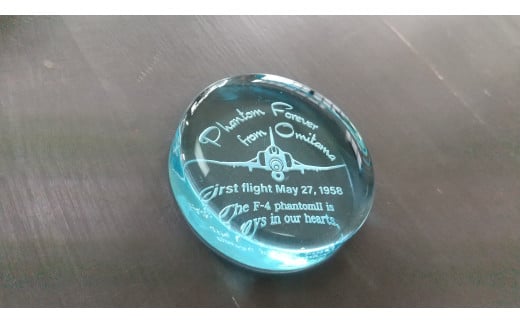 Phantom Forever
from Omitama
First flight May 27, 1958
The F-4 phantomII is
in our hearts.